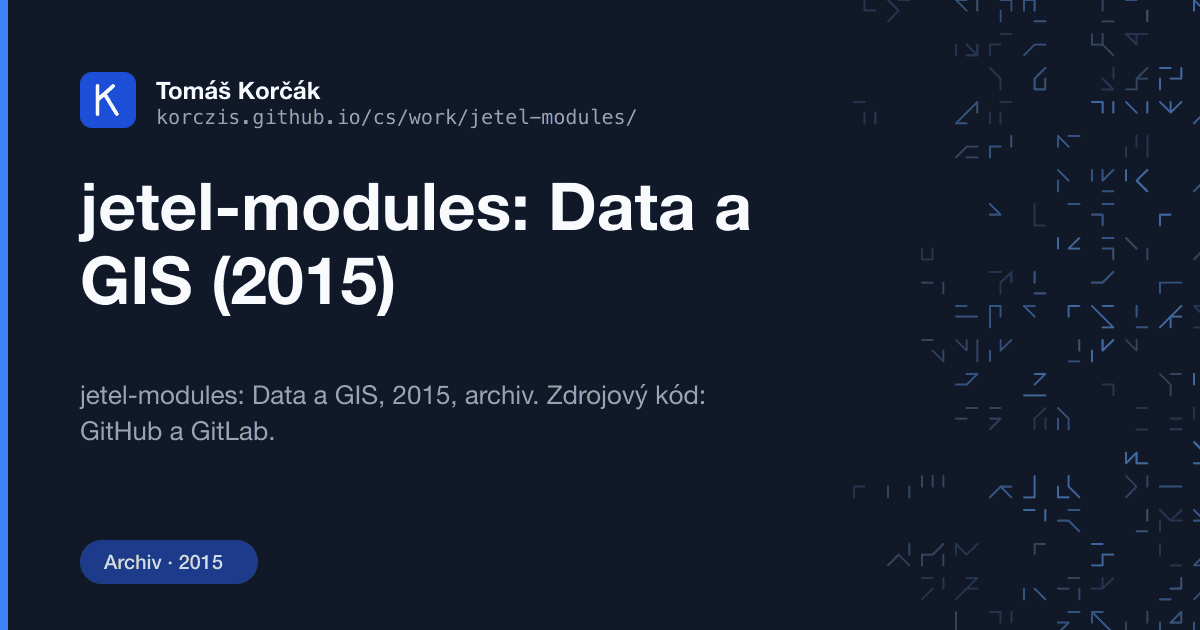 K
Tomáš Korčák
korczis.github.io/cs/work/jetel-modules/
jetel-modules: Data a
GIS (2015)
jetel-modules: Data a GIS, 2015, archiv. Zdrojový kód:
GitHub a GitLab.
Archiv · 2015